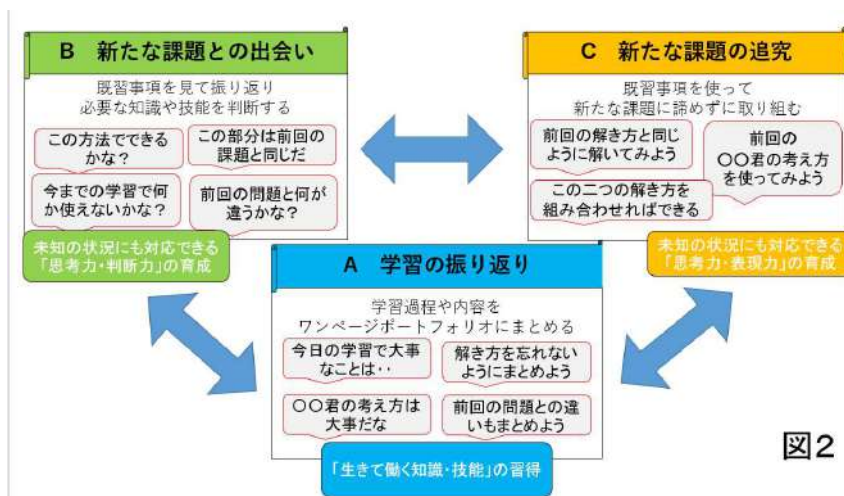 B 新たな課題との出会い
既習事項を見て振り返り
必要な知識や技能を判断する
この方法でできる
かな？
この部分は前回の
課題と同じだ
今までの学習で何
か使えないかな？
前回の問題と何が
違うかな？
未知の状況にも対応できる
「思考力・判断力」の育成
C 新たな課題の追究
既習事項を使って
新たな課題に諦めずに取り組む
前回の解き方と同じ
ように解いてみよう
前回の
〇〇君の考え方
を使ってみよう
この二つの解き方を
組み合わせればできる
未知の状況にも対応できる
「思考力・表現力」の育成
A 学習の振り返り
学習過程や内容を
ワンページポートフォリオにまとめる
今日の学習で大事
なことは‥
解き方を忘れない
ようにまとめよう
〇〇君の考え方は
大事だな
前回の問題との違
いもまとめよう
「生きて働く知識・技能」の習得
図2